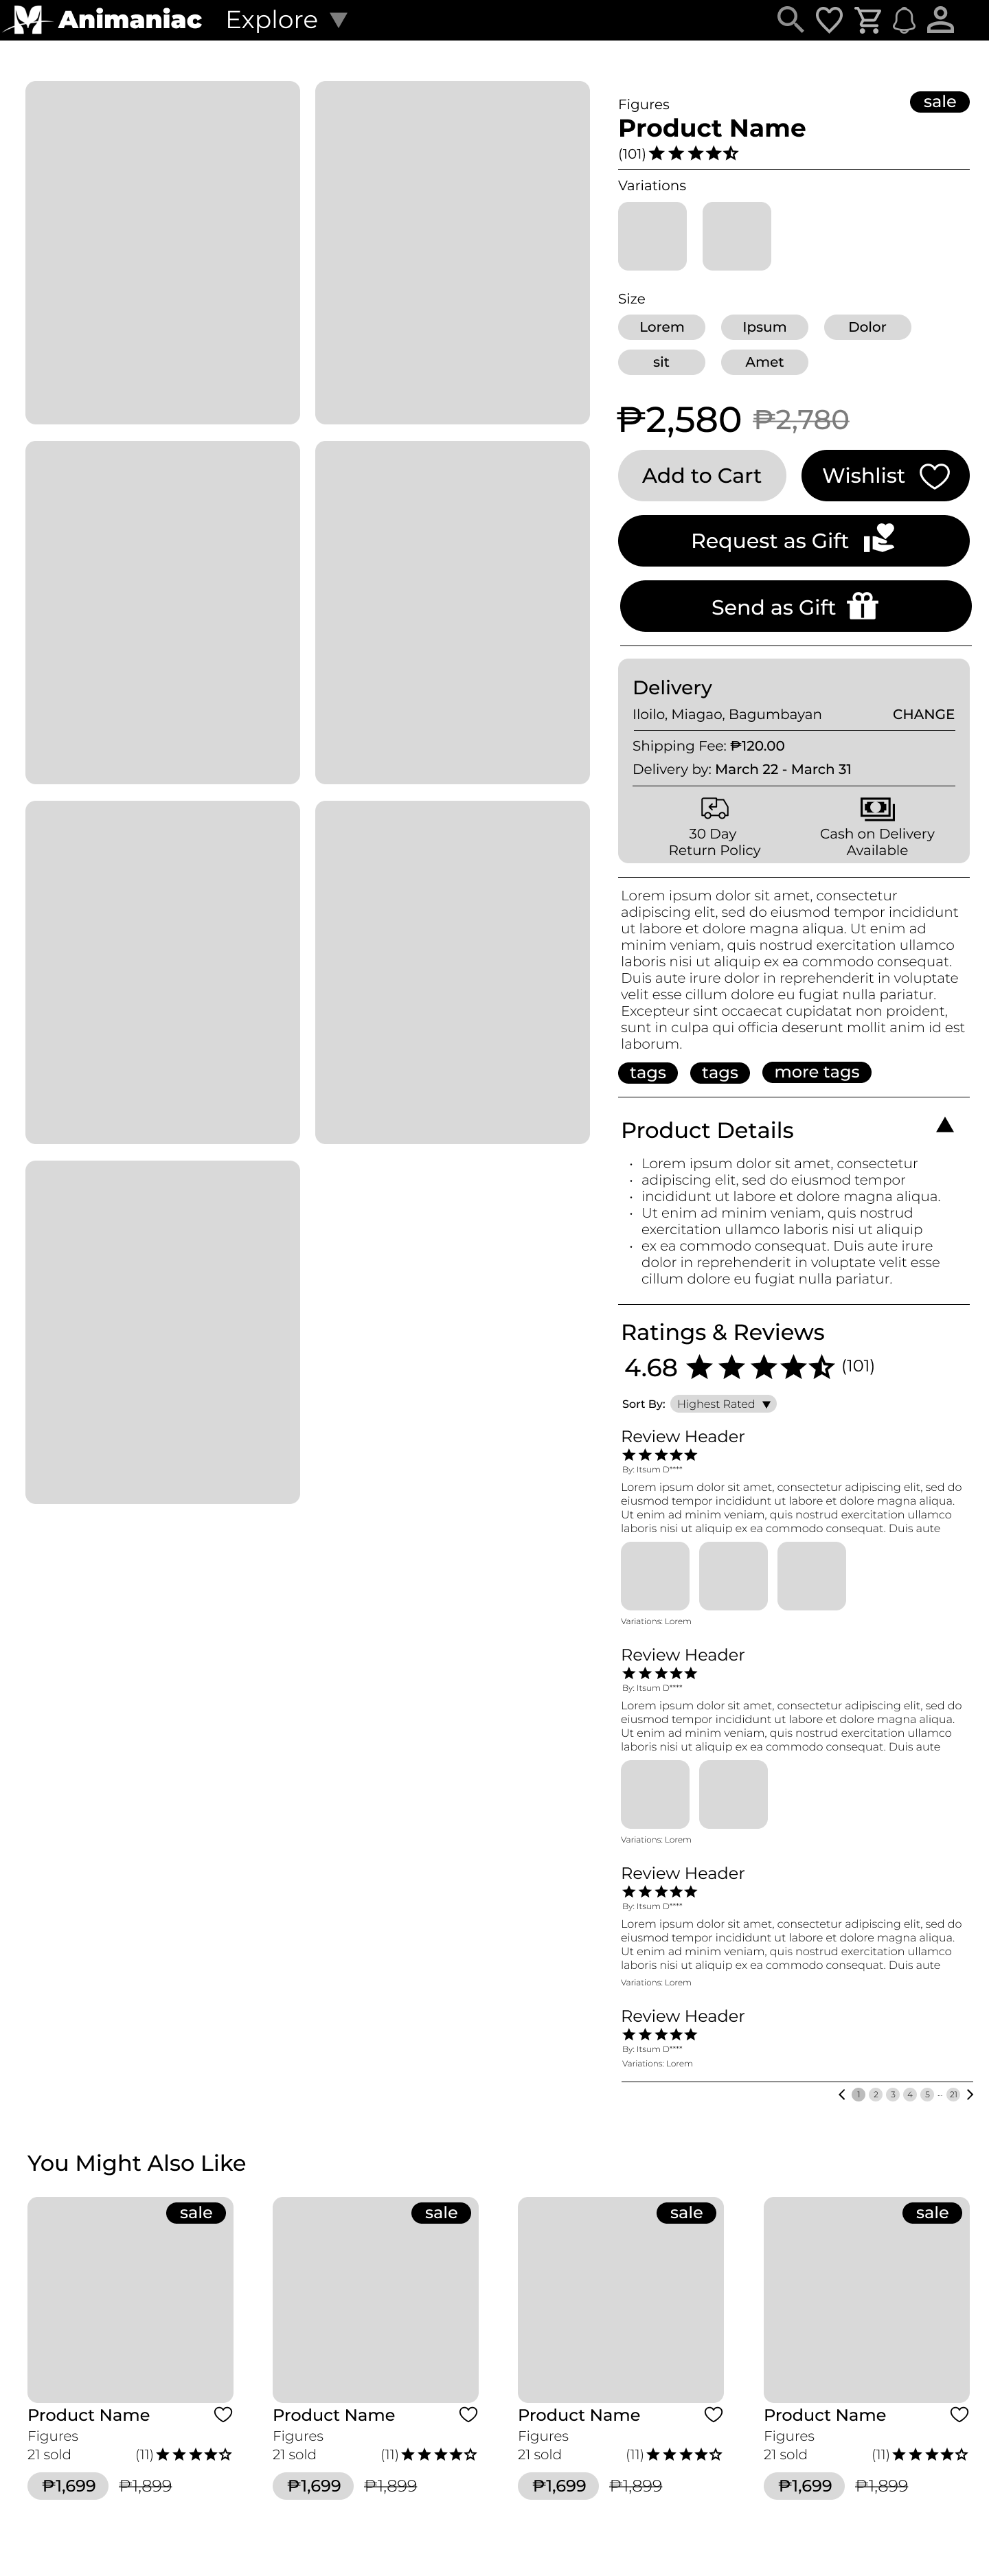 Animaniac Explore
sale
Figures
Product Name
(101)
Variations
Size
Lorem Ipsum Dolor
sit Amet
₱2,580 ₱2,780
Add to Cart Wishlist
Request as Gift
Send as Gift
Delivery
Iloilo, Miagao, Bagumbayan CHANGE
Shipping Fee: ₱120.00
Delivery by: March 22 - March 31
30 Day
Return Policy
Cash on Delivery
Available
Lorem ipsum dolor sit amet, consectetur
adipiscing elit, sed do eiusmod tempor incididunt
ut labore et dolore magna aliqua. Ut enim ad
minim veniam, quis nostrud exercitation ullamco
laboris nisi ut aliquip ex ea commodo consequat.
Duis aute irure dolor in reprehenderit in voluptate
velit esse cillum dolore eu fugiat nulla pariatur.
Excepteur sint occaecat cupidatat non proident,
sunt in culpa qui officia deserunt mollit anim id est
laborum.
tags tags more tags
Product Details
• Lorem ipsum dolor sit amet, consectetur
• adipiscing elit, sed do eiusmod tempor
• incididunt ut labore et dolore magna aliqua.
• Ut enim ad minim veniam, quis nostrud
exercitation ullamco laboris nisi ut aliquip
• ex ea commodo consequat. Duis aute irure
dolor in reprehenderit in voluptate velit esse
cillum dolore eu fugiat nulla pariatur.
Ratings & Reviews
4.68 (101)
Sort By: Highest Rated
Review Header
By: Itsum D****
Lorem ipsum dolor sit amet, consectetur adipiscing elit, sed do
eiusmod tempor incididunt ut labore et dolore magna aliqua.
Ut enim ad minim veniam, quis nostrud exercitation ullamco
laboris nisi ut aliquip ex ea commodo consequat. Duis aute
Variations: Lorem
Review Header
By: Itsum D****
Lorem ipsum dolor sit amet, consectetur adipiscing elit, sed do
eiusmod tempor incididunt ut labore et dolore magna aliqua.
Ut enim ad minim veniam, quis nostrud exercitation ullamco
laboris nisi ut aliquip ex ea commodo consequat. Duis aute
Variations: Lorem
Review Header
By: Itsum D****
Lorem ipsum dolor sit amet, consectetur adipiscing elit, sed do
eiusmod tempor incididunt ut labore et dolore magna aliqua.
Ut enim ad minim veniam, quis nostrud exercitation ullamco
laboris nisi ut aliquip ex ea commodo consequat. Duis aute
Variations: Lorem
Review Header
By: Itsum D****
Variations: Lorem
1 2 3 4 5 ... 21
You Might Also Like
sale
Product Name
Figures
21 sold (11)
₱1,699 ₱1,899
sale
Product Name
Figures
21 sold (11)
₱1,699 ₱1,899
sale
Product Name
Figures
21 sold (11)
₱1,699 ₱1,899
sale
Product Name
Figures
21 sold (11)
₱1,699 ₱1,899